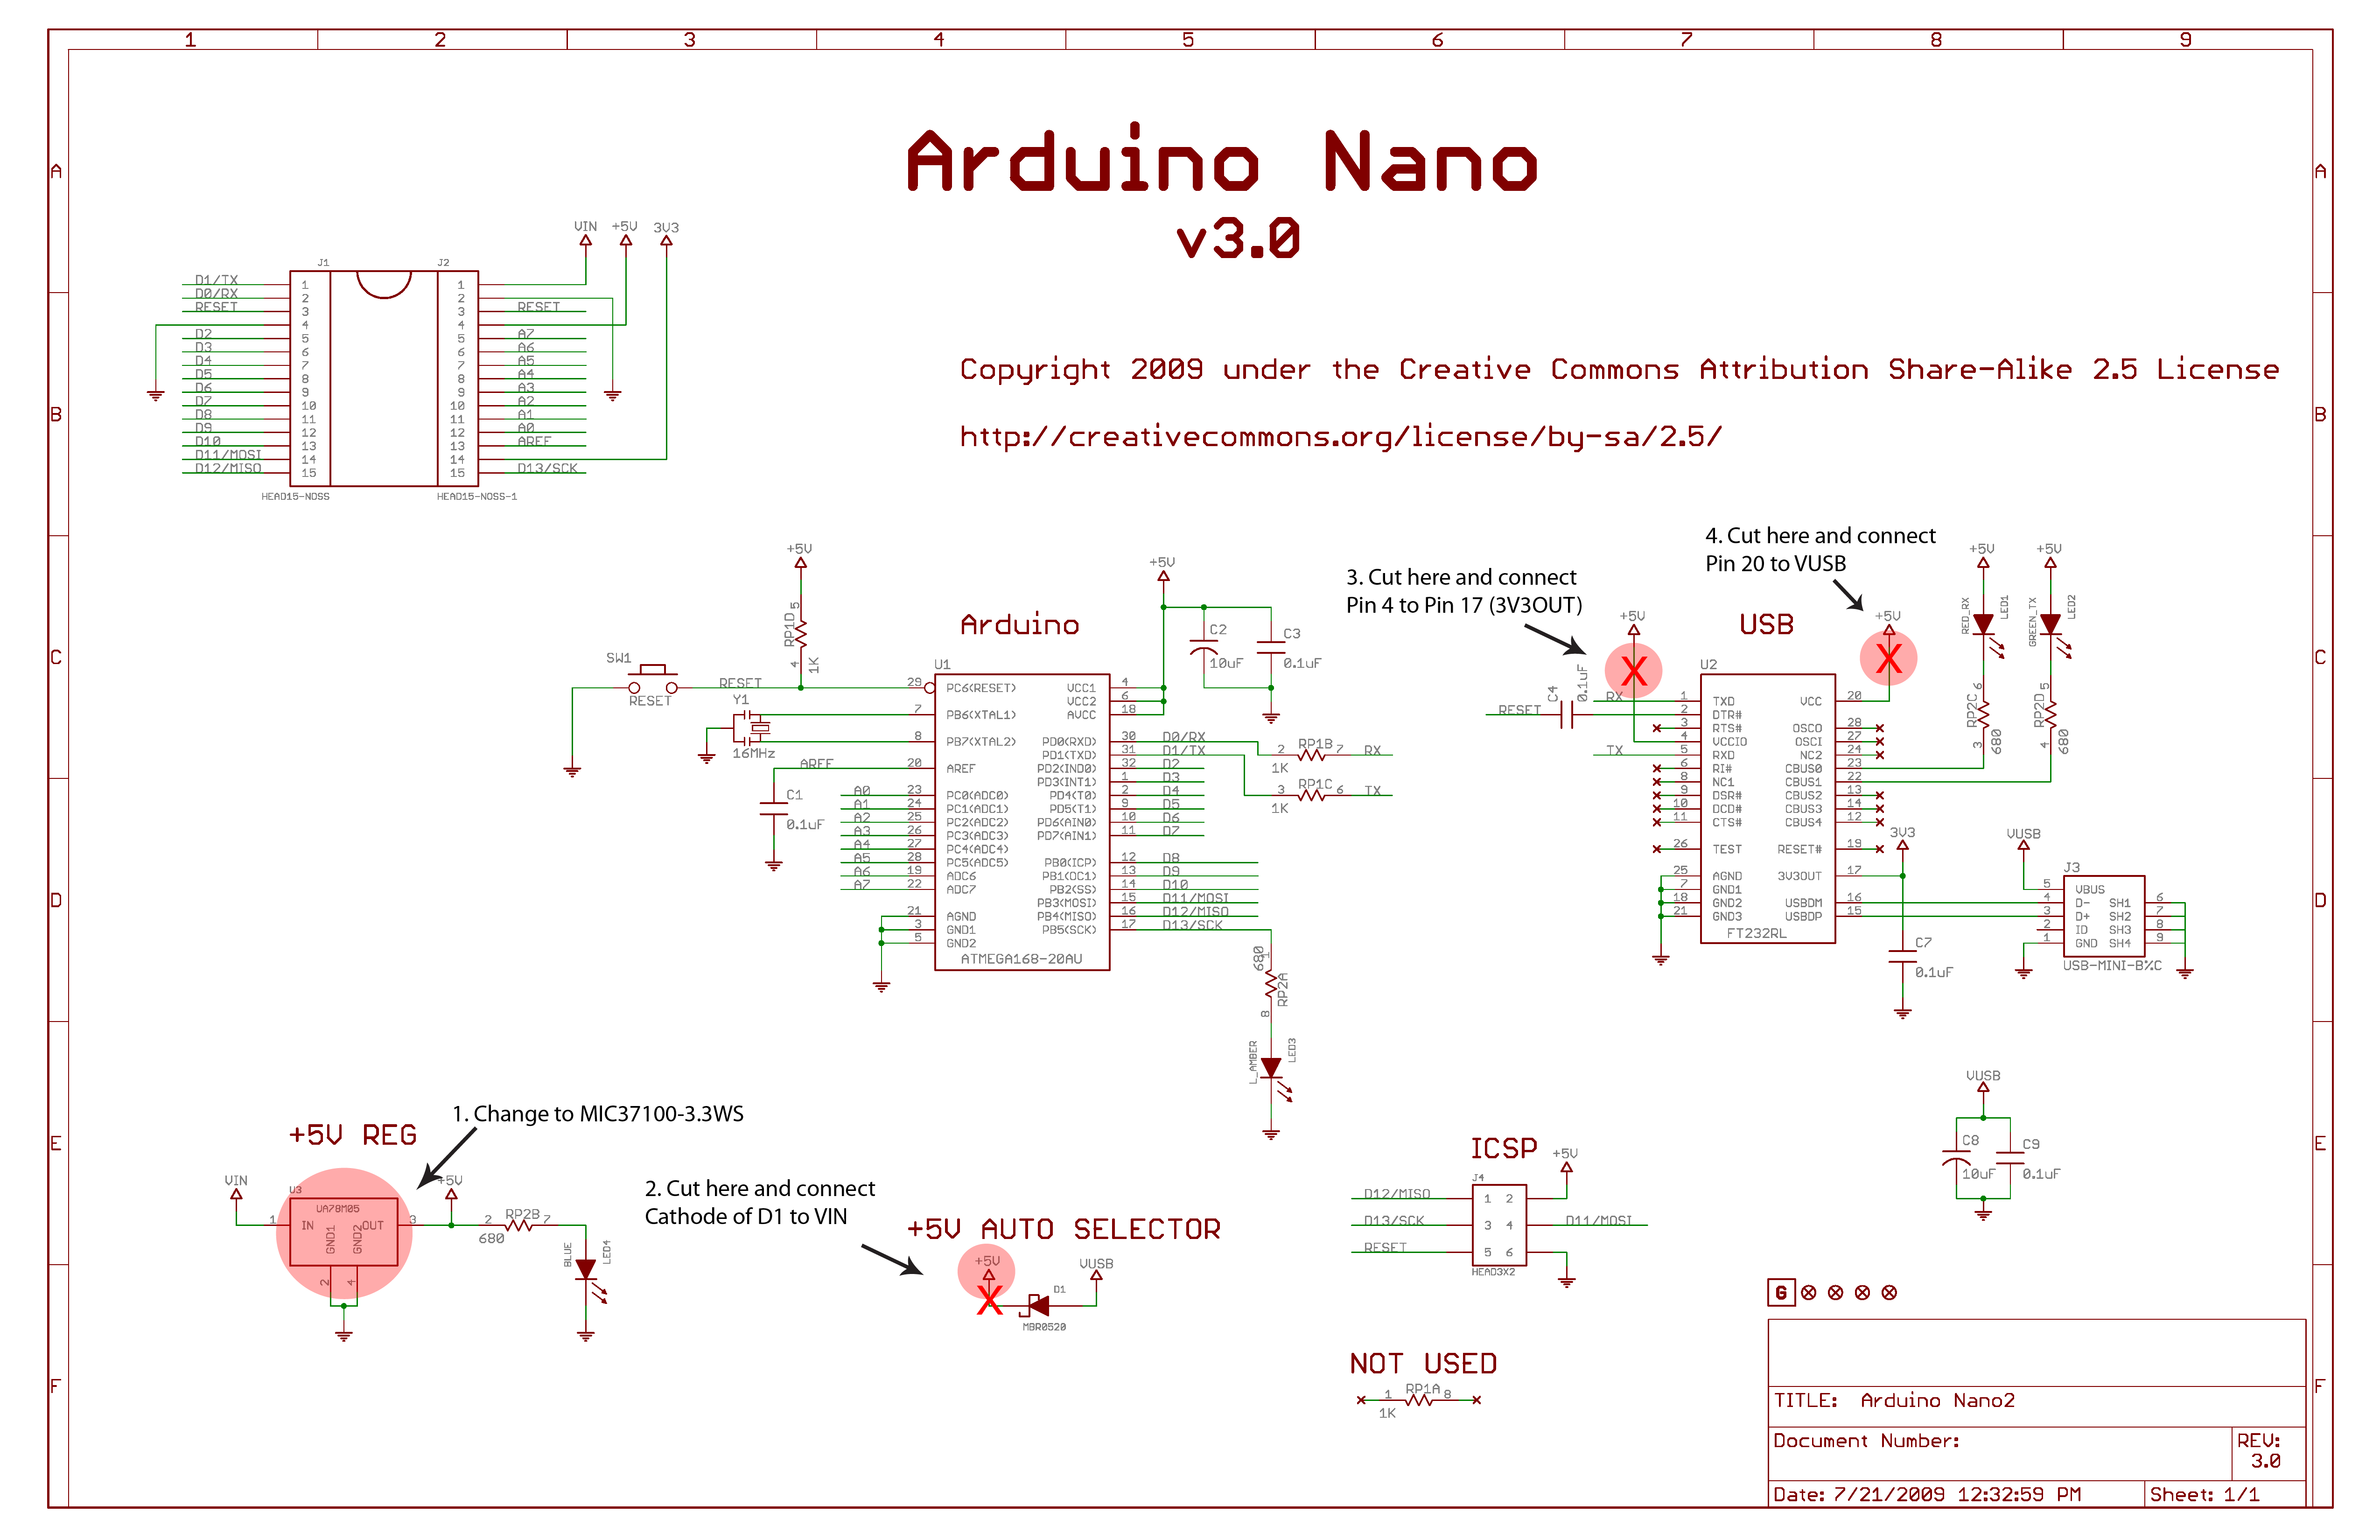 1 2 3 4 5 6 7 8 9
A A
B B
C C
D D
E E
F F
Arduino Nano
v3.0
Copyright 2009 under the Creative Commons Attribution Share-Alike 2.5 License
http://creativecommons.org/license/by-sa/2.5/
VIN +5V 3V3
J1 J2
D1/TX 1 1
D0/RX 2 2
RESET 3 3 RESET
4 4
D2 5 5 A7
D3 6 6 A6
D4 7 7 A5
D5 8 8 A4
D6 9 9 A3
D7 10 10 A2
D8 11 11 A1
D9 12 12 A0
D10 13 13 AREF
D11/MOSI 14 14
D12/MISO 15 15 D13/SCK
HEAD15-NOSS HEAD15-NOSS-1
+5V
RP1D 5
4 1K
SW1
RESET
RESET
Y1
16MHz
AREF
C1
0.1uF
Arduino
U1
29 PC6(RESET) VCC1 4
VCC2 6
7 PB6(XTAL1) AVCC 18
8 PB7(XTAL2) PD0(RXD) 30 D0/RX
PD1(TXD) 31 D1/TX
20 AREF PD2(IND0) 32 D2
PD3(INT1) 1 D3
A0 23 PC0(ADC0) PD4(T0) 2 D4
A1 24 PC1(ADC1) PD5(T1) 9 D5
A2 25 PC2(ADC2) PD6(AIN0) 10 D6
A3 26 PC3(ADC3) PD7(AIN1) 11 D7
A4 27 PC4(ADC4)
A5 28 PC5(ADC5) PB0(ICP) 12 D8
A6 19 ADC6 PB1(OC1) 13 D9
A7 22 ADC7 PB2(SS) 14 D10
PB3(MOSI) 15 D11/MOSI
21 AGND PB4(MISO) 16 D12/MISO
3 GND1 PB5(SCK) 17 D13/SCK
5 GND2
ATMEGA168-20AU
+5V
C2 C3
10uF 0.1uF
2 RP1B 7 RX
1K
3 RP1C 6 TX
1K
680 1
RP2A
8
L_AMBER LED3
3. Cut here and connect
Pin 4 to Pin 17 (3V3OUT)
4. Cut here and connect
Pin 20 to VUSB
+5V
X
USB
+5V
X
RESET C4 0.1uF RX
TX
U2
1 TXD VCC 20
2 DTR#
3 RTS# OSCO 28
4 VCCIO OSCI 27
5 RXD NC2 24
6 RI# CBUS0 23
8 NC1 CBUS1 22
9 DSR# CBUS2 13
10 DCD# CBUS3 14
11 CTS# CBUS4 12
26 TEST RESET# 19
25 AGND 3V3OUT 17
7 GND1
18 GND2 USBDM 16
21 GND3 USBDP 15
FT232RL
+5V +5V
RED_RX LED1 GREEN_TX LED2
RP2C 6 RP2D 5
3 680 4 680
3V3
C7
0.1uF
VUSB
J3
5 VBUS
4 D- SH1 6
3 D+ SH2 7
2 ID SH3 8
1 GND SH4 9
USB-MINI-B%C
VUSB
C8 C9
10uF 0.1uF
1. Change to MIC37100-3.3WS
+5V REG
VIN U3 +5V
UA78M05
1 IN OUT 3
GND1 GND2
2 4
2 RP2B 7
680
BLUE LED4
2. Cut here and connect
Cathode of D1 to VIN
+5V AUTO SELECTOR
+5V VUSB
X D1
MBR0520
ICSP
+5V
J4
D12/MISO 1 2
D13/SCK 3 4 D11/MOSI
RESET 5 6
HEAD3X2
NOT USED
1 RP1A 8
1K
G
TITLE: Arduino Nano2
Document Number:
REV:
3.0
Date: 7/21/2009 12:32:59 PM
Sheet: 1/1